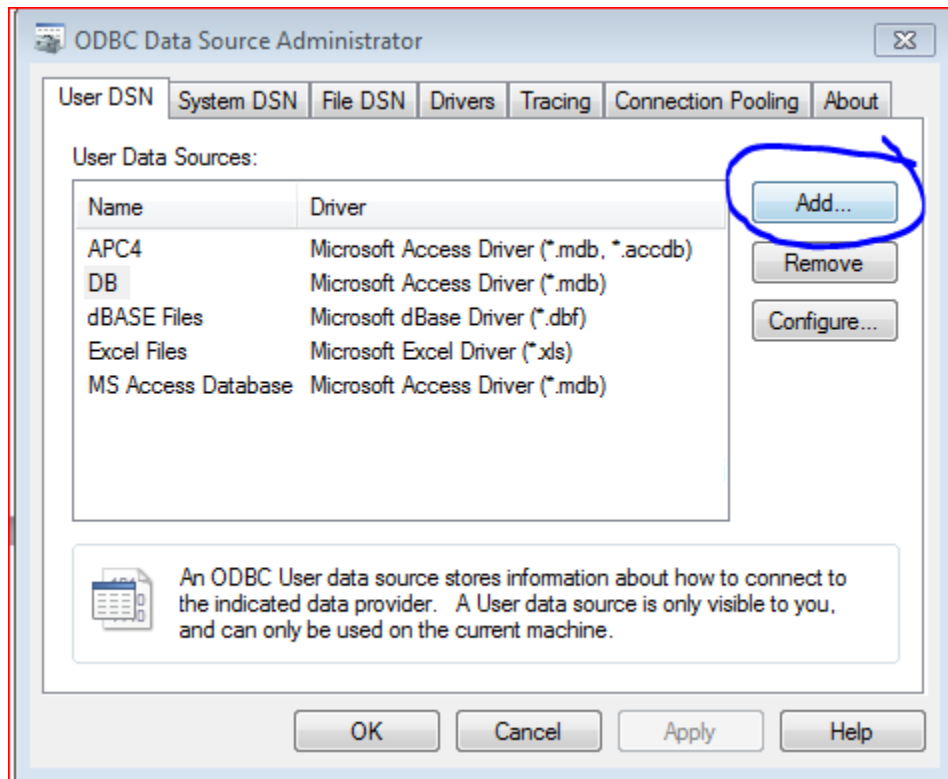 ODBC Data Source Administrator
User DSN System DSN File DSN Drivers Tracing Connection Pooling About
User Data Sources:
Name Driver
APC4 Microsoft Access Driver (*.mdb, *.accdb)
DB Microsoft Access Driver (*.mdb)
dBASE Files Microsoft dBase Driver (*.dbf)
Excel Files Microsoft Excel Driver (*.xls)
MS Access Database Microsoft Access Driver (*.mdb)
Add...
Remove
Configure...
An ODBC User data source stores information about how to connect to
the indicated data provider. A User data source is only visible to you,
and can only be used on the current machine.
OK Cancel Apply Help